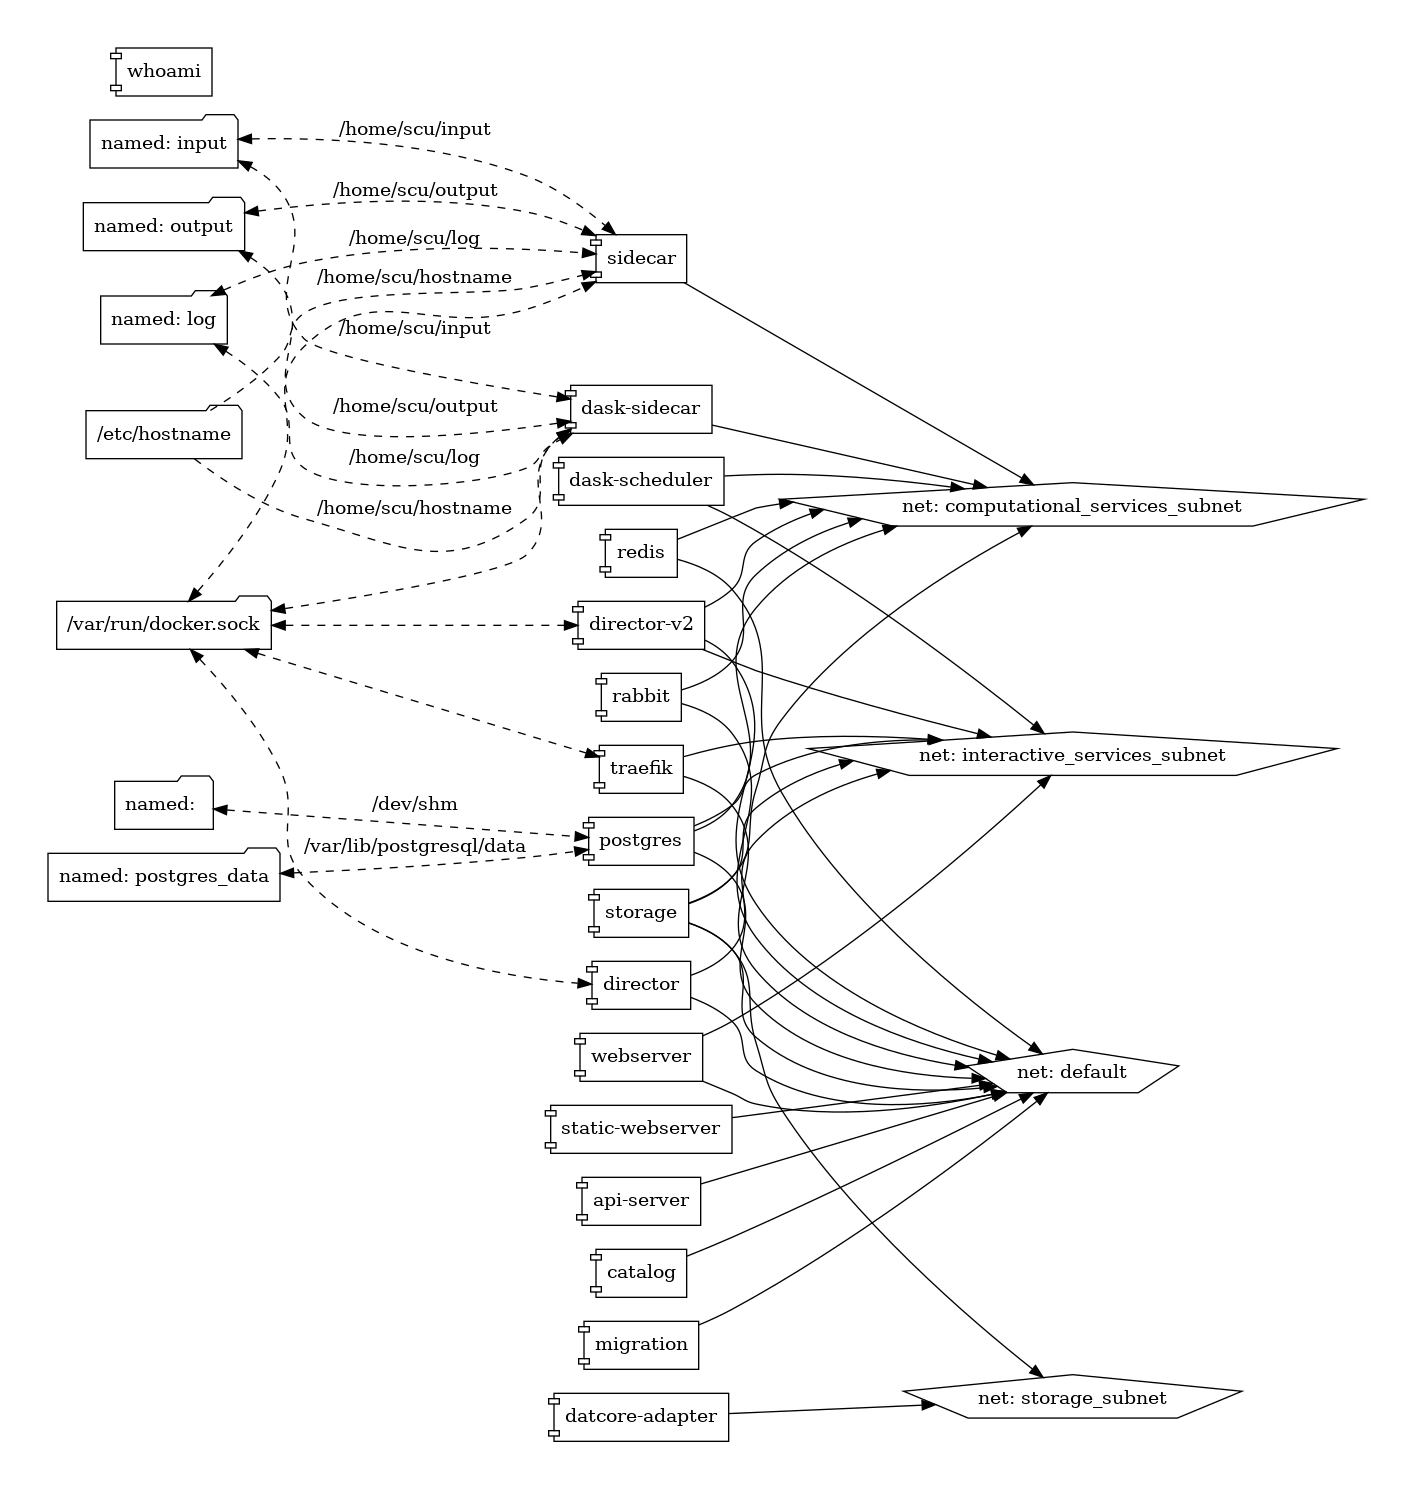 whoami
named: input
/home/scu/input
/home/scu/output
named: output
/home/scu/log
sidecar
/home/scu/hostname
named: log
/home/scu/input
/home/scu/output
dask-sidecar
/etc/hostname
/home/scu/log
dask-scheduler
/home/scu/hostname
net: computational_services_subnet
redis
/var/run/docker.sock
director-v2
rabbit
net: interactive_services_subnet
traefik
named:
/dev/shm
postgres
/var/lib/postgresql/data
named: postgres_data
storage
director
webserver
net: default
static-webserver
api-server
catalog
migration
net: storage_subnet
datcore-adapter